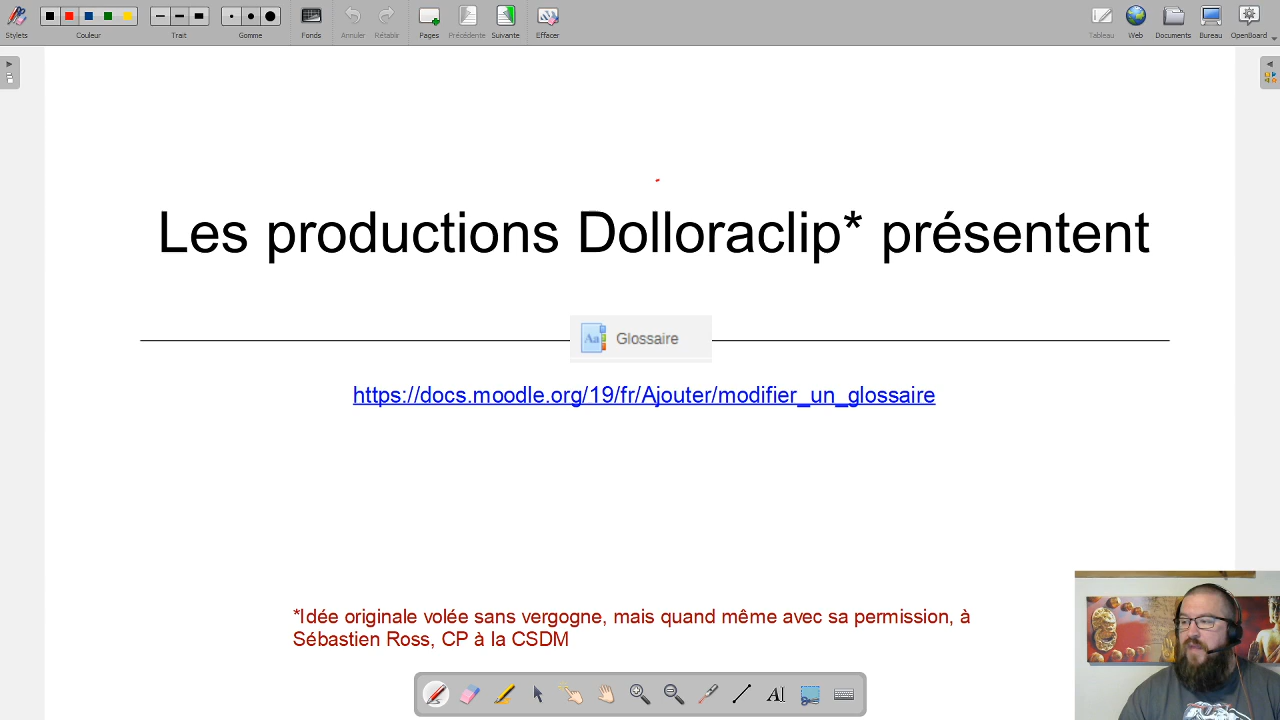 Stylets
Couleur
Trait
Gomme
Fonds
Annuler
Rétablir
Pages
Précédente
Suivante
Effacer
Tableau
Web
Documents
Bureau
OpenBoard
Les productions Dolloraclip* présentent
Aa Glossaire
https://docs.moodle.org/19/fr/Ajouter/modifier_un_glossaire
*Idée originale volée sans vergogne, mais quand même avec sa permission, à
Sébastien Ross, CP à la CSDM
AI